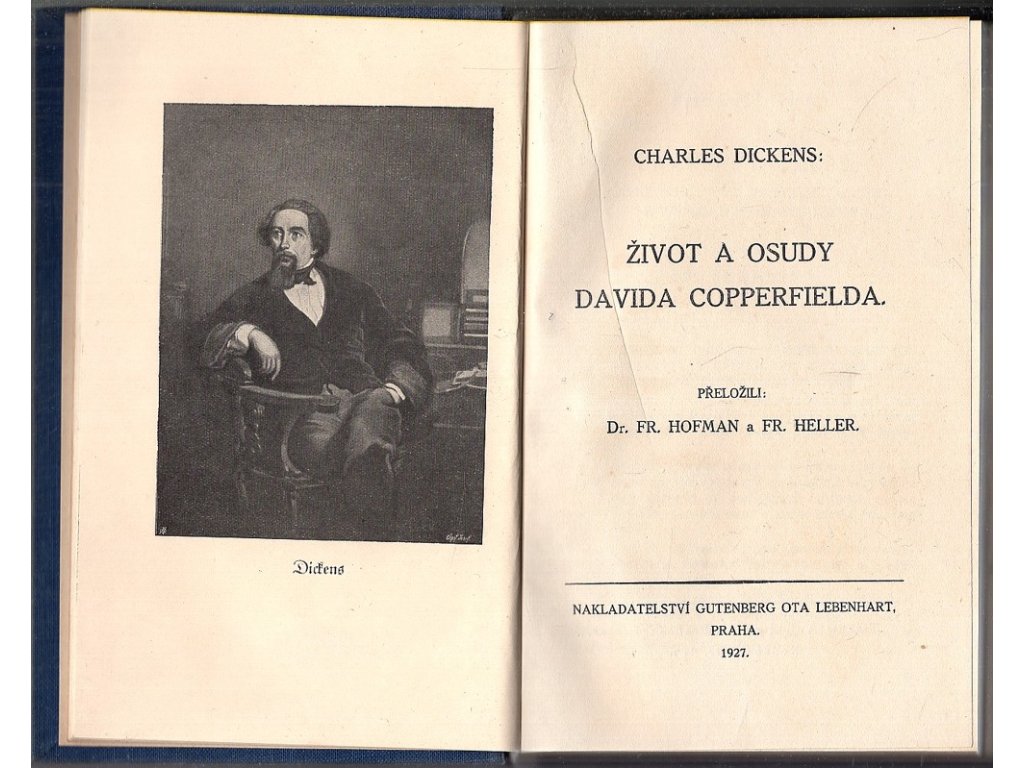 Dickens
CHARLES DICKENS:
ŽIVOT A OSUDY
DAVIDA COPPERFIELDA.
PŘELOŽILI:
Dr. FR. HOFMAN a FR. HELLER.
NAKLADATELSTVÍ GUTENBERG OTA LEBENHART,
PRAHA.
1927.